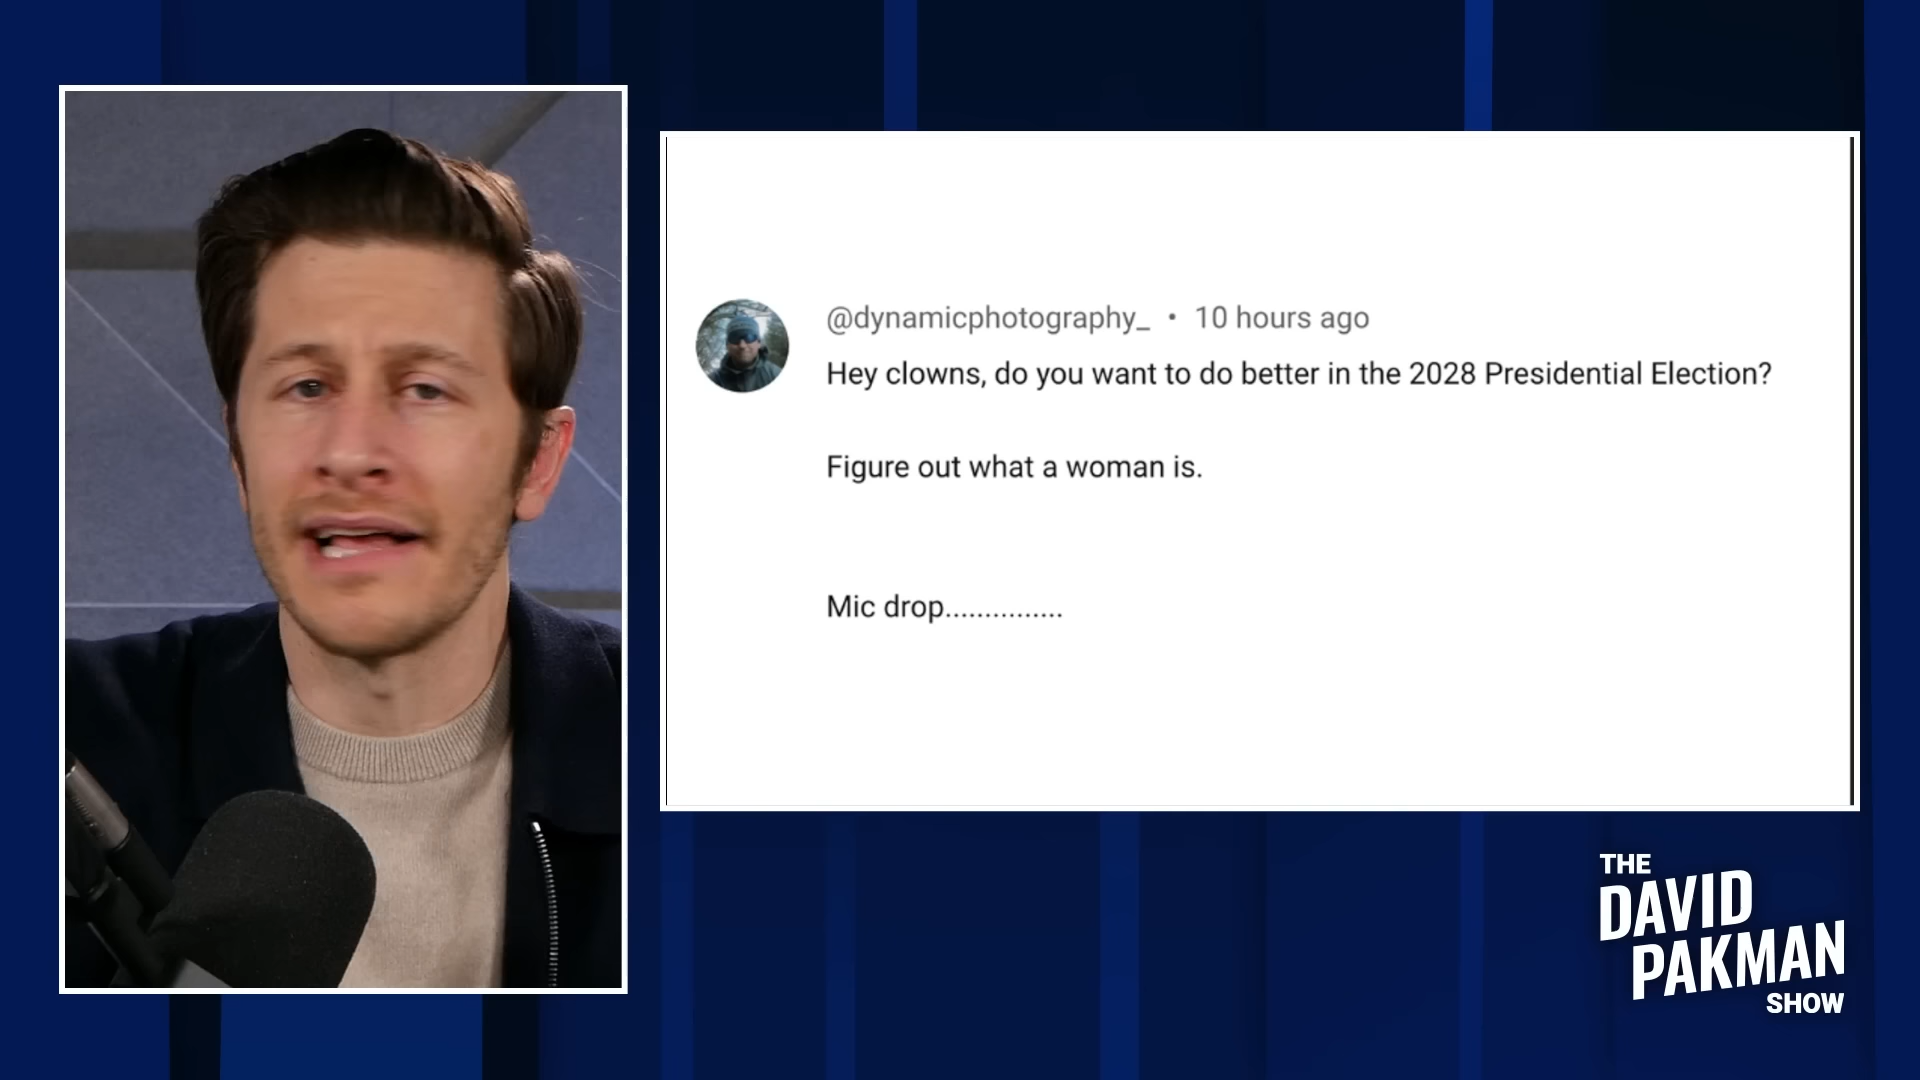 @dynamicphotography_ • 10 hours ago
Hey clowns, do you want to do better in the 2028 Presidential Election?
Figure out what a woman is.
Mic drop...............
THE
DAVID
PAKMAN
SHOW